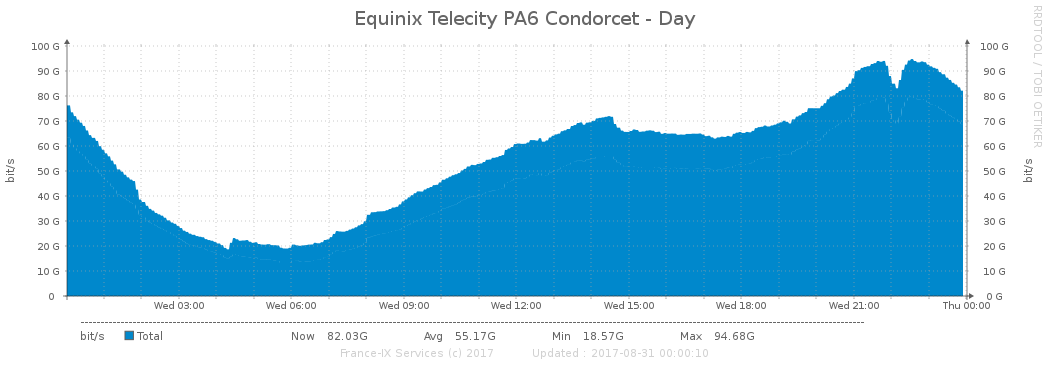 Equinix Telecity PA6 Condorcet - Day
RRDTOOL / TOBI OETIKER
100 G 100 G
90 G 90 G
80 G 80 G
70 G 70 G
60 G 60 G
50 G 50 G
40 G 40 G
30 G 30 G
20 G 20 G
10 G 10 G
0 0 G
bit/s
bit/s
Wed 03:00 Wed 06:00 Wed 09:00 Wed 12:00 Wed 15:00 Wed 18:00 Wed 21:00 Thu 00:00
bit/s Total Now 82.03G Avg 55.17G Min 18.57G Max 94.68G
France-IX Services (c) 2017 Updated : 2017-08-31 00:00:10